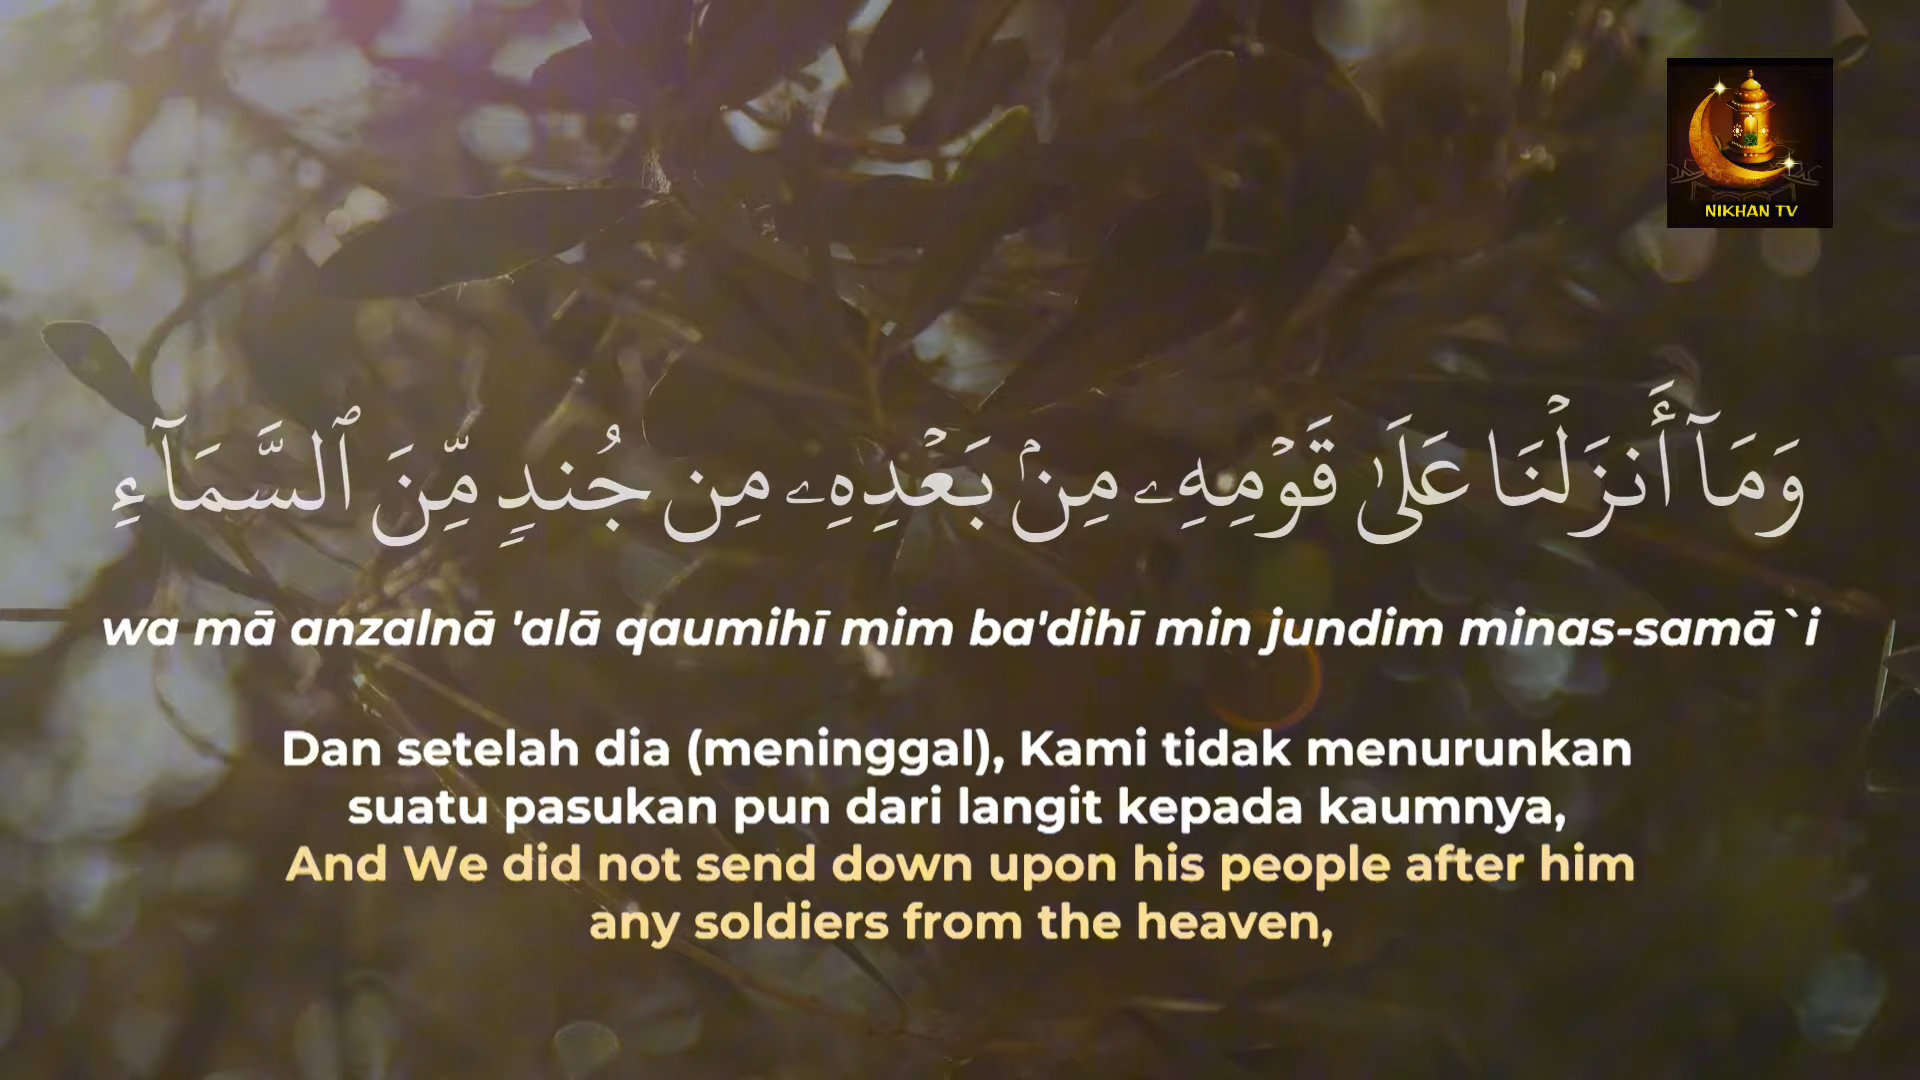 NIKHAN TV
وَمَآ أَنزَلْنَا عَلَىٰ قَوْمِهِۦ مِنۢ بَعْدِهِۦ مِن جُندٍ مِّنَ ٱلسَّمَآءِ
wa mā anzalnā 'alā qaumihī mim ba'dihī min jundim minas-samā`i
Dan setelah dia (meninggal), Kami tidak menurunkan
suatu pasukan pun dari langit kepada kaumnya,
And We did not send down upon his people after him
any soldiers from the heaven,